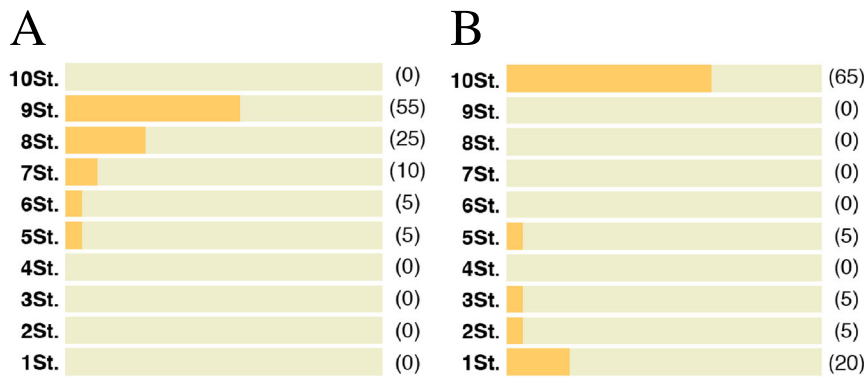 A
10St. (0)
9St. (55)
8St. (25)
7St. (10)
6St. (5)
5St. (5)
4St. (0)
3St. (0)
2St. (0)
1St. (0)
B
10St. (65)
9St. (0)
8St. (0)
7St. (0)
6St. (0)
5St. (5)
4St. (0)
3St. (5)
2St. (5)
1St. (20)